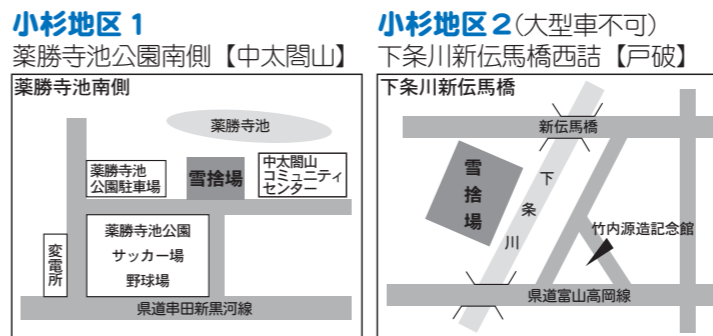 小杉地区 1
薬勝寺池公園南側【中太閤山】
薬勝寺池南側
薬勝寺池
薬勝寺池
公園駐車場
雪捨場
中太閤山
コミュニティ
センター
変電所
薬勝寺池公園
サッカー場
野球場
県道串田新黒河線
小杉地区 2(大型車不可)
下条川新伝馬橋西詰【戸破】
下条川新伝馬橋
新伝馬橋
雪捨場
下条川
竹内源造記念館
県道富山高岡線